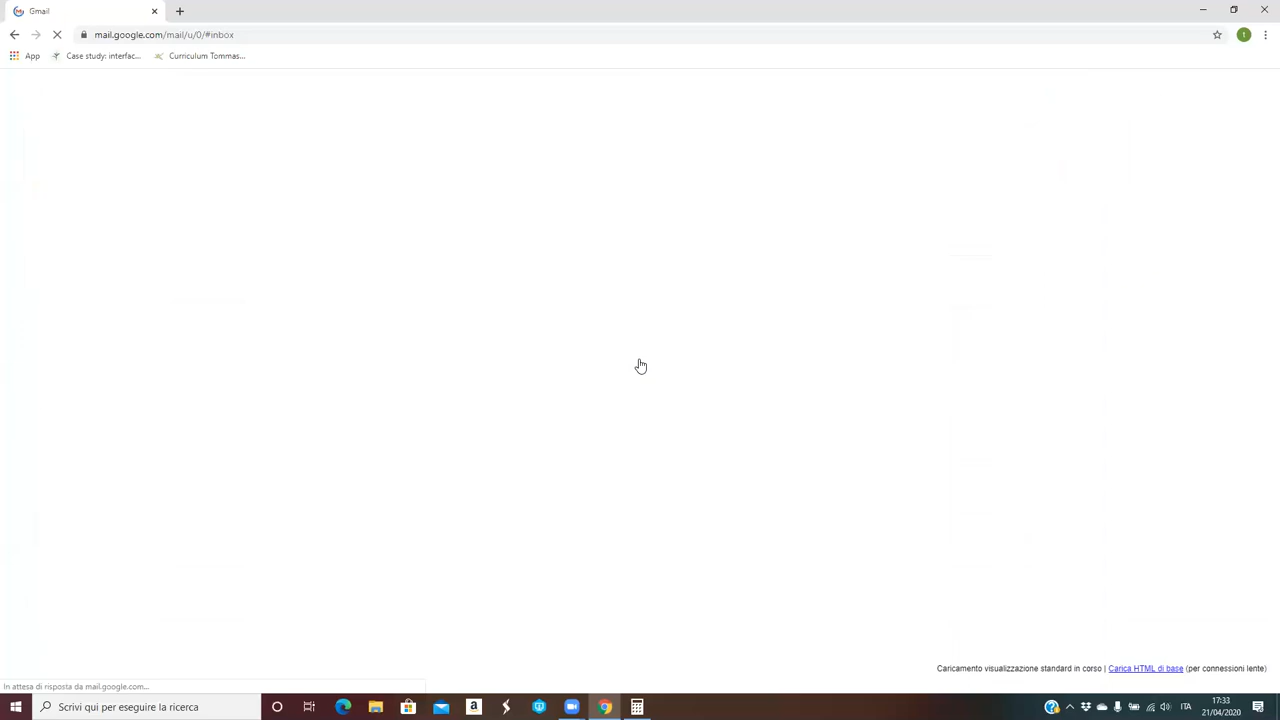 Gmail
mail.google.com/mail/u/0/#inbox
App
Case study: interfac...
Curriculum Tommas...
Caricamento visualizzazione standard in corso | Carica HTML di base (per connessioni lente)
In attesa di risposta da mail.google.com...
Scrivi qui per eseguire la ricerca
ITA
17:33
21/04/2020